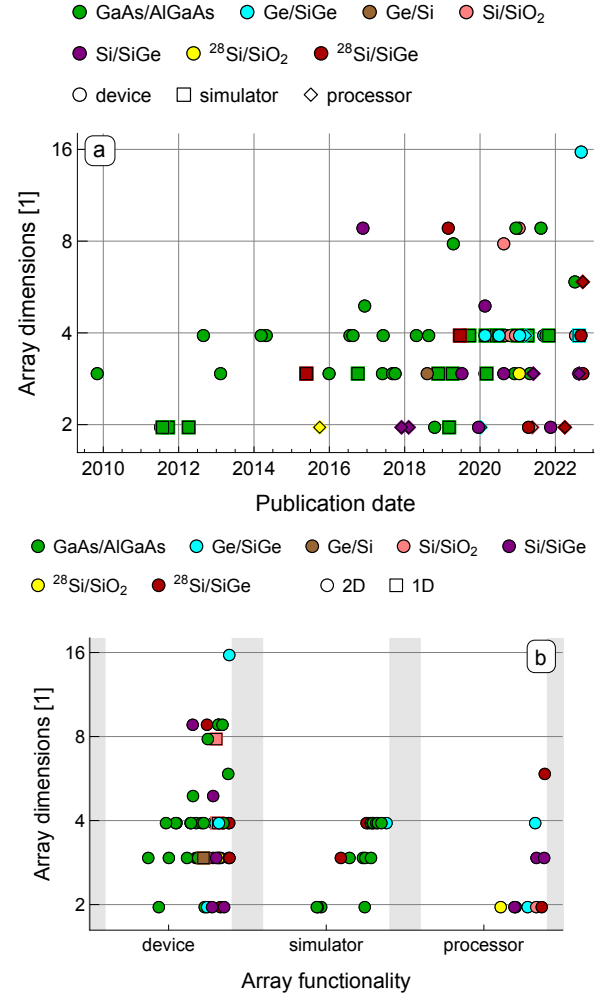 GaAs/AlGaAs Ge/SiGe Ge/Si Si/SiO₂
Si/SiGe ²⁸Si/SiO₂ ²⁸Si/SiGe
device simulator processor
a
Array dimensions [1]
16
8
4
2
2010 2012 2014 2016 2018 2020 2022
Publication date
GaAs/AlGaAs Ge/SiGe Ge/Si Si/SiO₂ Si/SiGe
²⁸Si/SiO₂ ²⁸Si/SiGe 2D 1D
b
Array dimensions [1]
16
8
4
2
device simulator processor
Array functionality